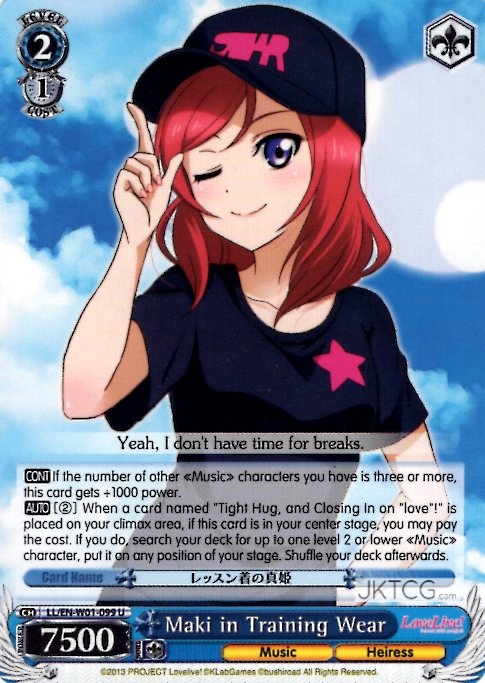 LEVEL
2
1
COST
Yeah, I don't have time for breaks.
CONT If the number of other «Music» characters you have is three or more,
this card gets +1000 power.
AUTO [②] When a card named "Tight Hug, and Closing In on "love"!" is
placed on your climax area, if this card is in your center stage, you may pay
the cost. If you do, search your deck for up to one level 2 or lower «Music»
character, put it on any position of your stage. Shuffle your deck afterwards.
Card Name
レッスン着の真姫
JKTCG.com
CH LL/EN-W01-099 U
POWER
7500
Maki in Training Wear
LoveLive!
Music
Heiress
©2013 PROJECT Lovelive! ©KLabGames ©bushiroad All Rights Reserved.